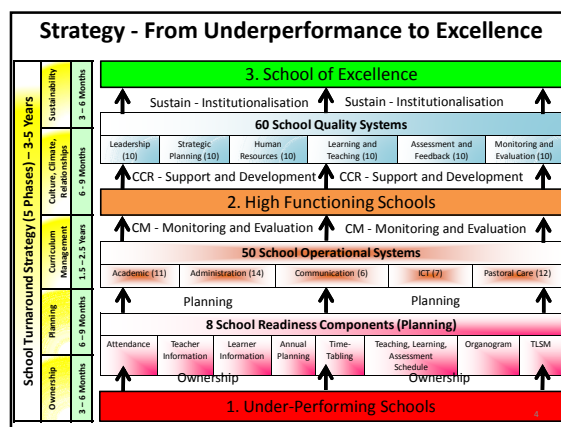 Strategy - From Underperformance to Excellence
School Turnaround Strategy (5 Phases) – 3-5 Years
Sustainability
3 – 6 Months
Culture, Climate,
Relationships
6 - 9 Months
Curriculum
Management
1.5 – 2.5 Years
Planning
6 – 9 Months
Ownership
3 – 6 Months
3. School of Excellence
Sustain - Institutionalisation
Sustain - Institutionalisation
60 School Quality Systems
Leadership
(10)
Strategic
Planning (10)
Human
Resources (10)
Learning and
Teaching (10)
Assessment and
Feedback (10)
Monitoring and
Evaluation (10)
CCR - Support and Development
CCR - Support and Development
2. High Functioning Schools
CM - Monitoring and Evaluation
CM - Monitoring and Evaluation
50 School Operational Systems
Academic (11)
Administration (14)
Communication (6)
ICT (7)
Pastoral Care (12)
Planning
Planning
8 School Readiness Components (Planning)
Attendance
Teacher
Information
Learner
Information
Annual
Planning
Time-
Tabling
Teaching, Learning,
Assessment
Schedule
Organogram
TLSM
Ownership
Ownership
1. Under-Performing Schools
4